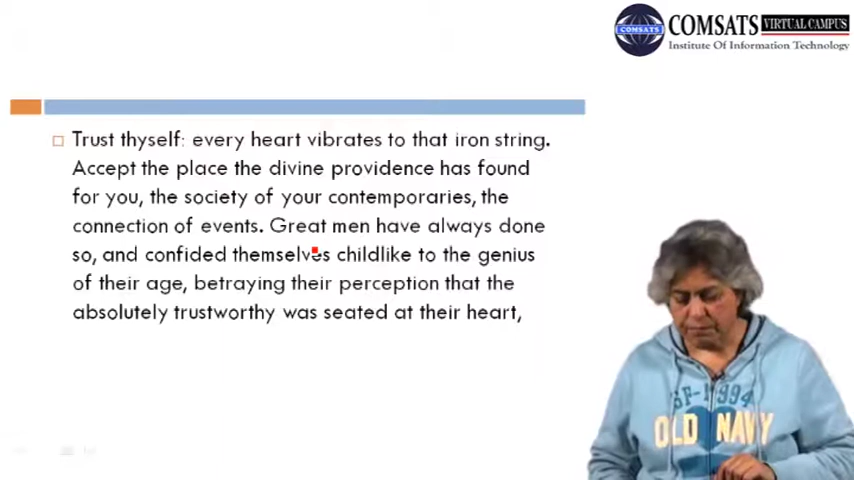 COMSATS VIRTUAL CAMPUS
Institute Of Information Technology
COMSATS
Trust thyself: every heart vibrates to that iron string.
Accept the place the divine providence has found
for you, the society of your contemporaries, the
connection of events. Great men have always done
so, and confided themselves childlike to the genius
of their age, betraying their perception that the
absolutely trustworthy was seated at their heart,
SF-1994
OLD NAVY